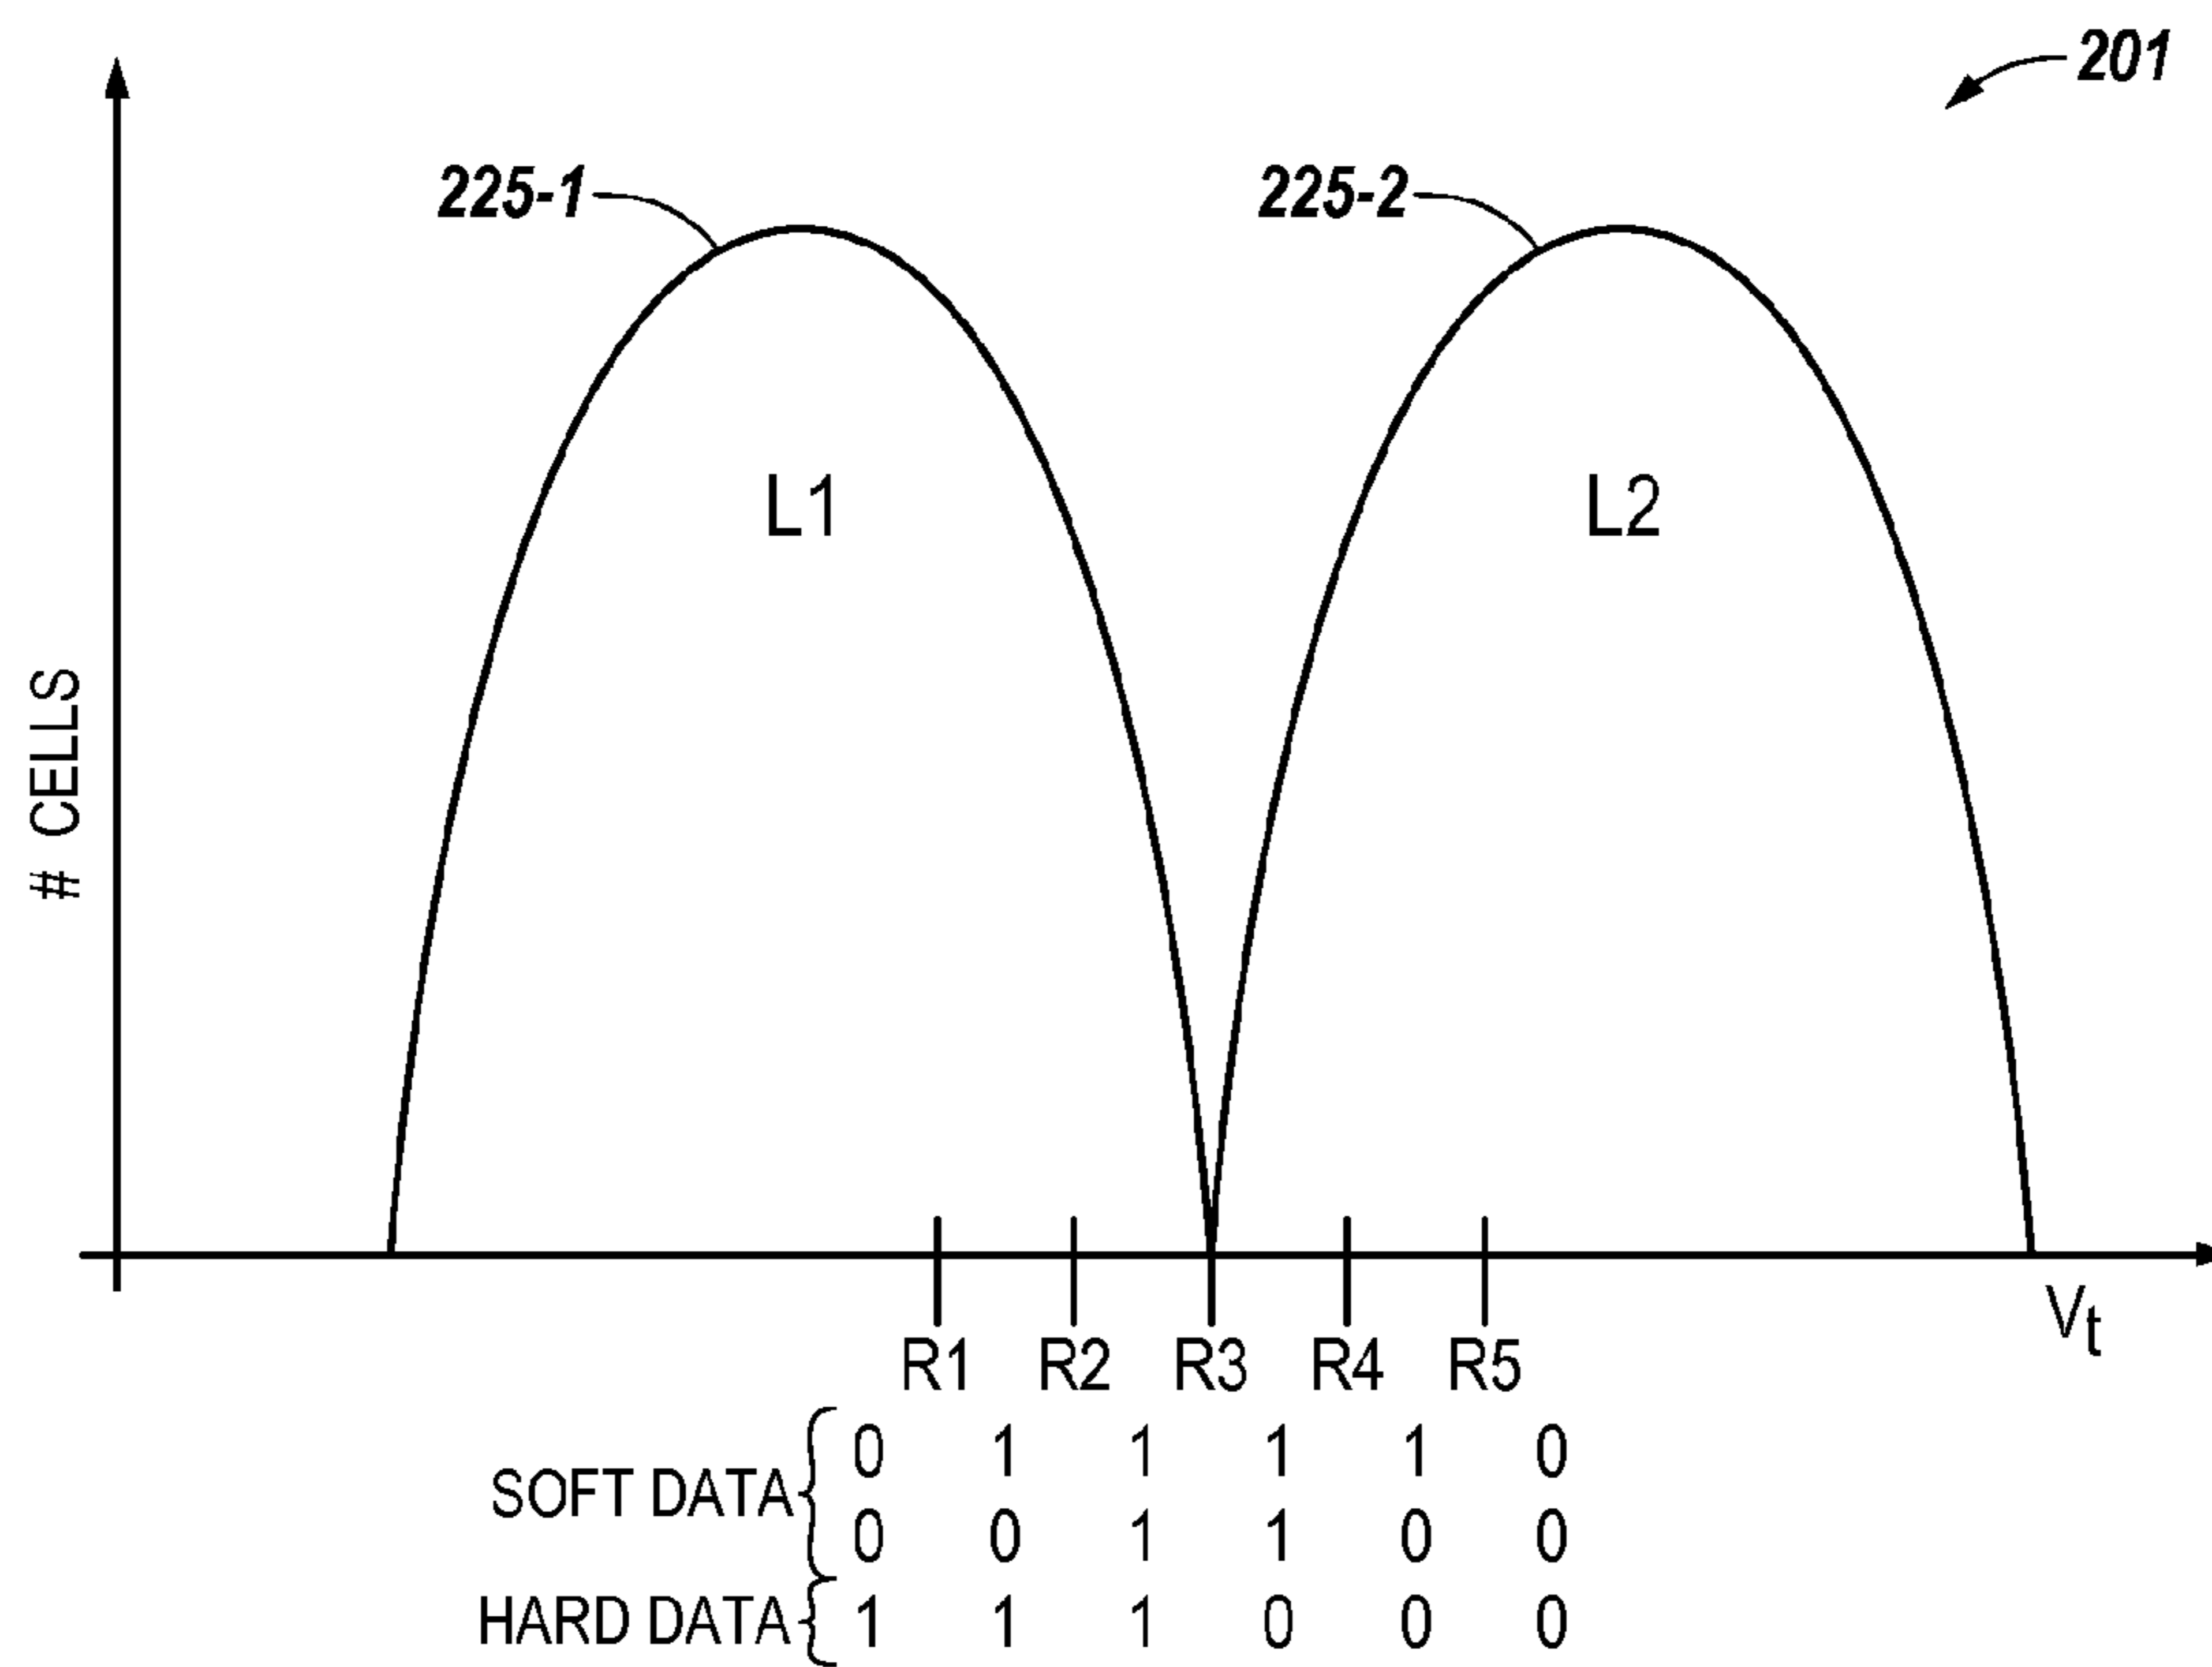 201
225-1 225-2
L1 L2
# CELLS
Vt
R1 R2 R3 R4 R5
SOFT DATA
0 1 1 1 1 0
0 0 1 1 0 0
HARD DATA 1 1 1 0 0 0